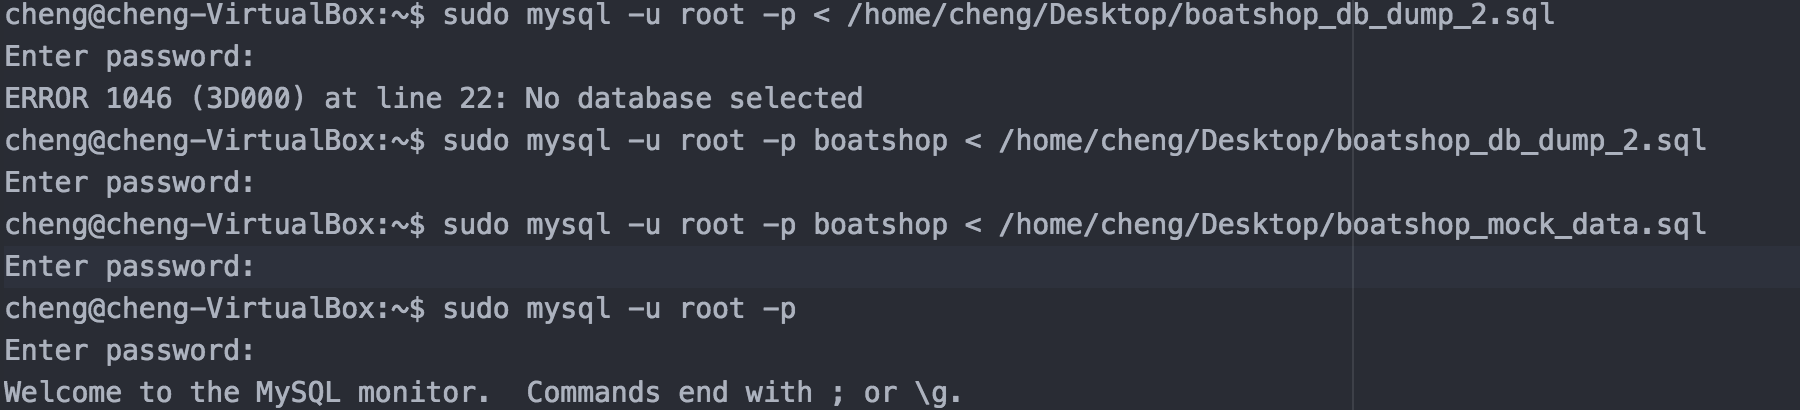 cheng@cheng-VirtualBox:~$ sudo mysql -u root -p < /home/cheng/Desktop/boatshop_db_dump_2.sql
Enter password:
ERROR 1046 (3D000) at line 22: No database selected
cheng@cheng-VirtualBox:~$ sudo mysql -u root -p boatshop < /home/cheng/Desktop/boatshop_db_dump_2.sql
Enter password:
cheng@cheng-VirtualBox:~$ sudo mysql -u root -p boatshop < /home/cheng/Desktop/boatshop_mock_data.sql
Enter password:
cheng@cheng-VirtualBox:~$ sudo mysql -u root -p
Enter password:
Welcome to the MySQL monitor.  Commands end with ; or \g.